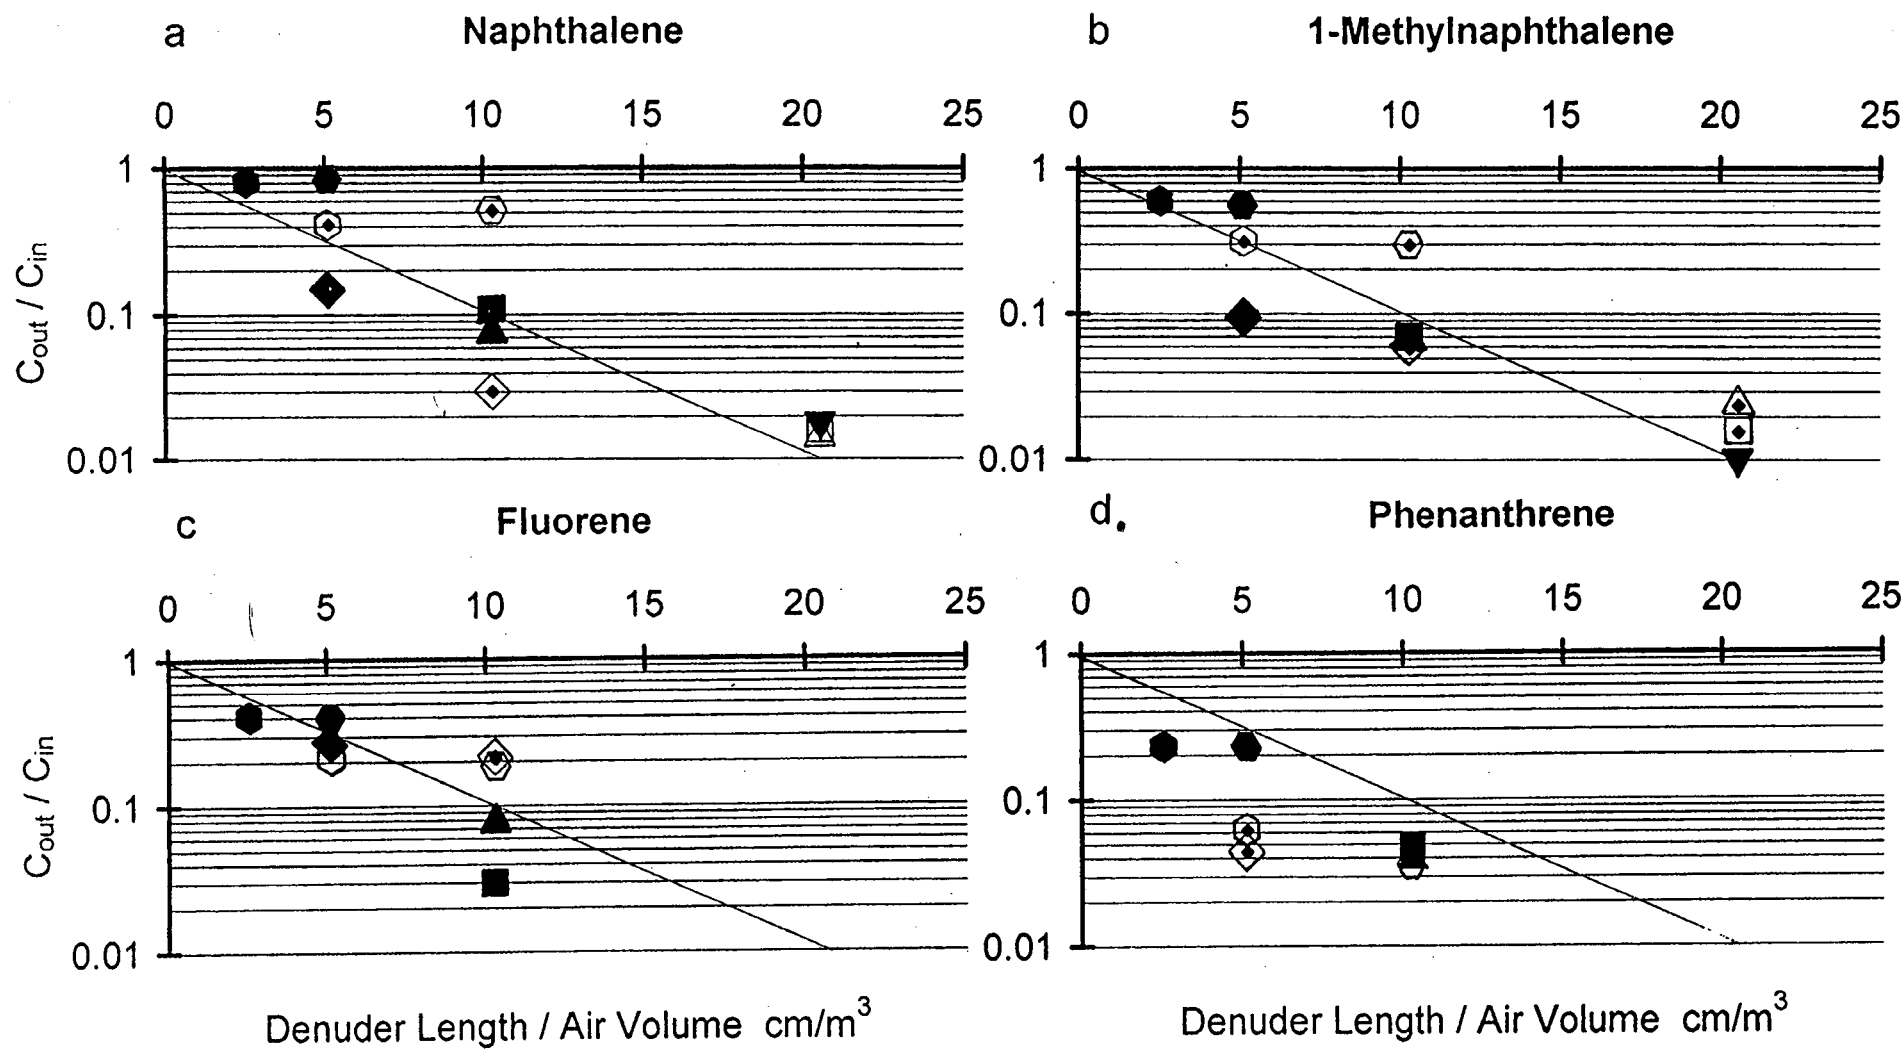 a Naphthalene
0 5 10 15 20 25
1
0.1
0.01
Cout / Cin
b 1-Methylnaphthalene
0 5 10 15 20 25
1
0.1
0.01
c Fluorene
0 5 10 15 20 25
1
0.1
0.01
Cout / Cin
Denuder Length / Air Volume cm/m³
d. Phenanthrene
0 5 10 15 20 25
1
0.1
0.01
Denuder Length / Air Volume cm/m³